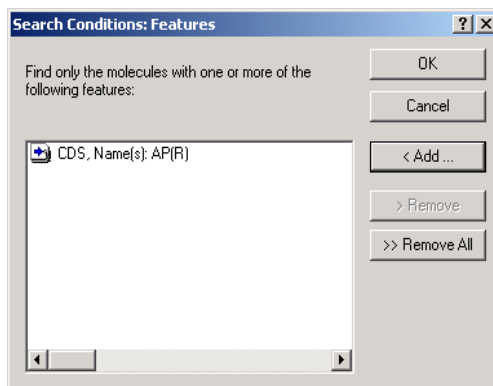 Search Conditions: Features
? ×
Find only the molecules with one or more of the
following features:
OK
Cancel
CDS, Name(s): AP(R)
< Add ...
> Remove
>> Remove All